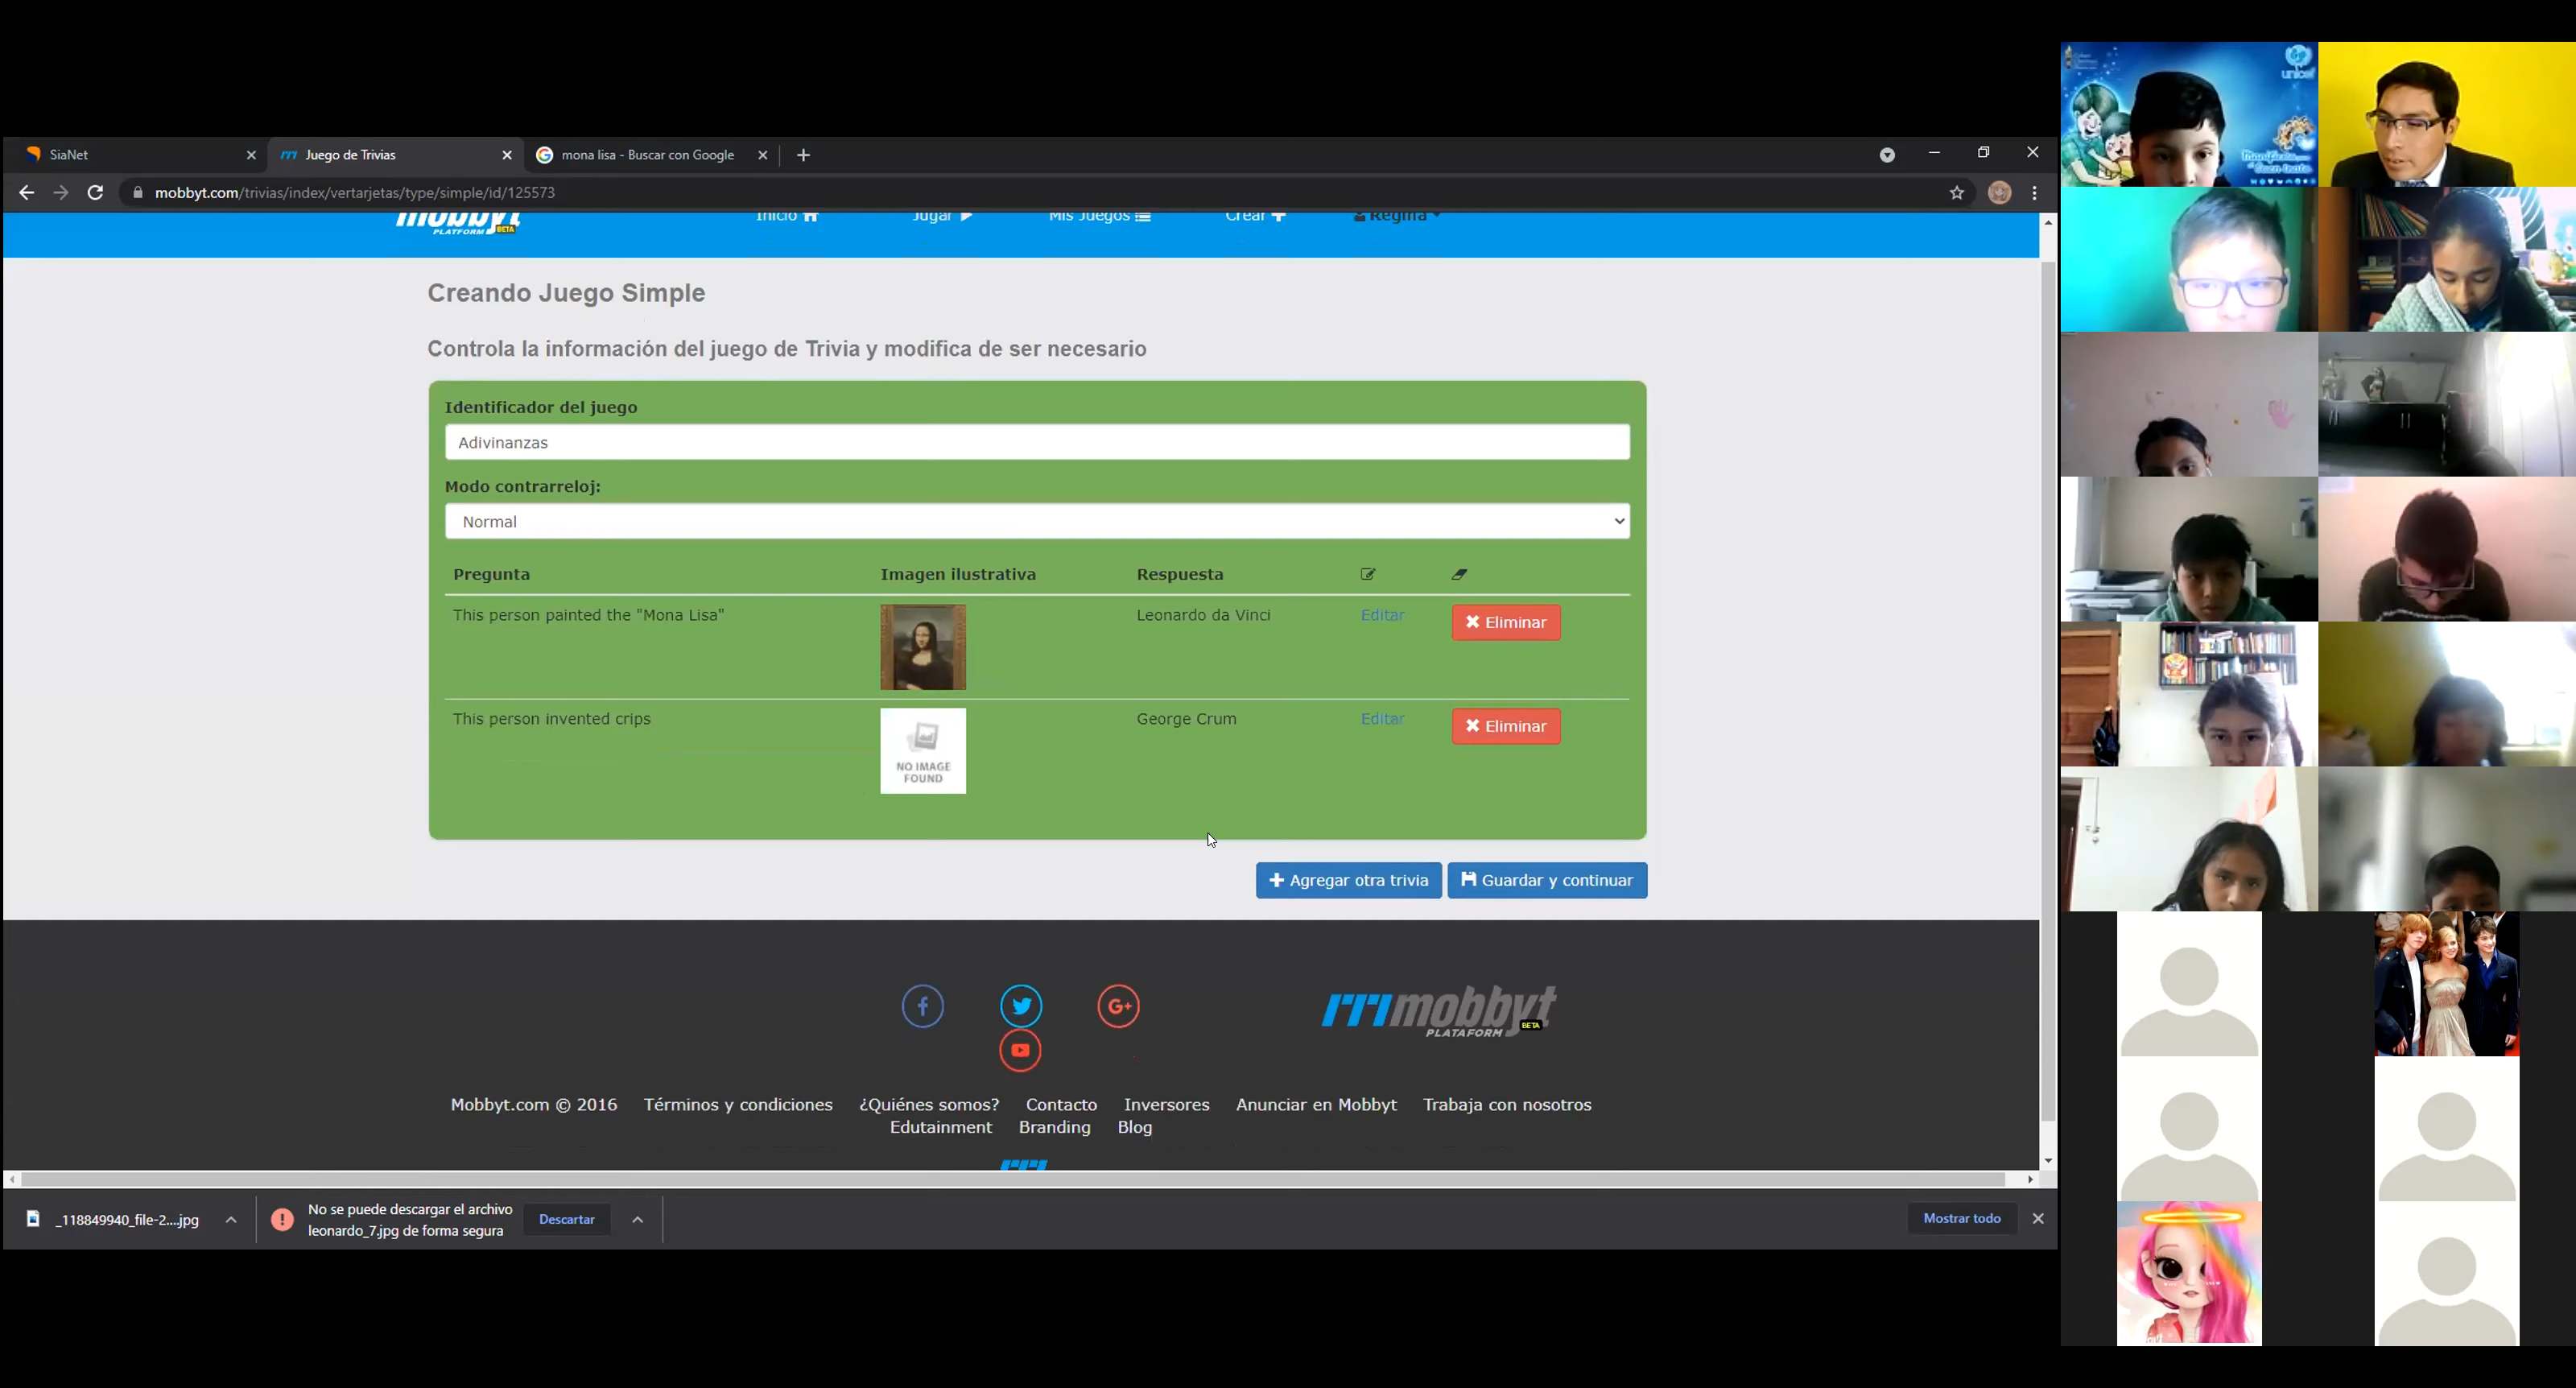 SiaNet
Juego de Trivias
mona lisa - Buscar con Google
mobbyt.com/trivias/index/vertarjetas/type/simple/id/125573
mobbyt
PLATFORM BETA
Inicio
Jugar
Mis Juegos
Crear
Regina
Creando Juego Simple
Controla la información del juego de Trivia y modifica de ser necesario
Identificador del juego
Adivinanzas
Modo contrarreloj:
Normal
Pregunta Imagen ilustrativa Respuesta
This person painted the "Mona Lisa" Leonardo da Vinci Editar Eliminar
This person invented crips George Crum Editar Eliminar
NO IMAGE
FOUND
Agregar otra trivia Guardar y continuar
mobbyt
PLATAFORM BETA
Mobbyt.com © 2016 Términos y condiciones ¿Quiénes somos? Contacto Inversores Anunciar en Mobbyt Trabaja con nosotros
Edutainment Branding Blog
_118849940_file-2....jpg
No se puede descargar el archivo
leonardo_7.jpg de forma segura
Descartar
Mostrar todo
unicef
Buen trato